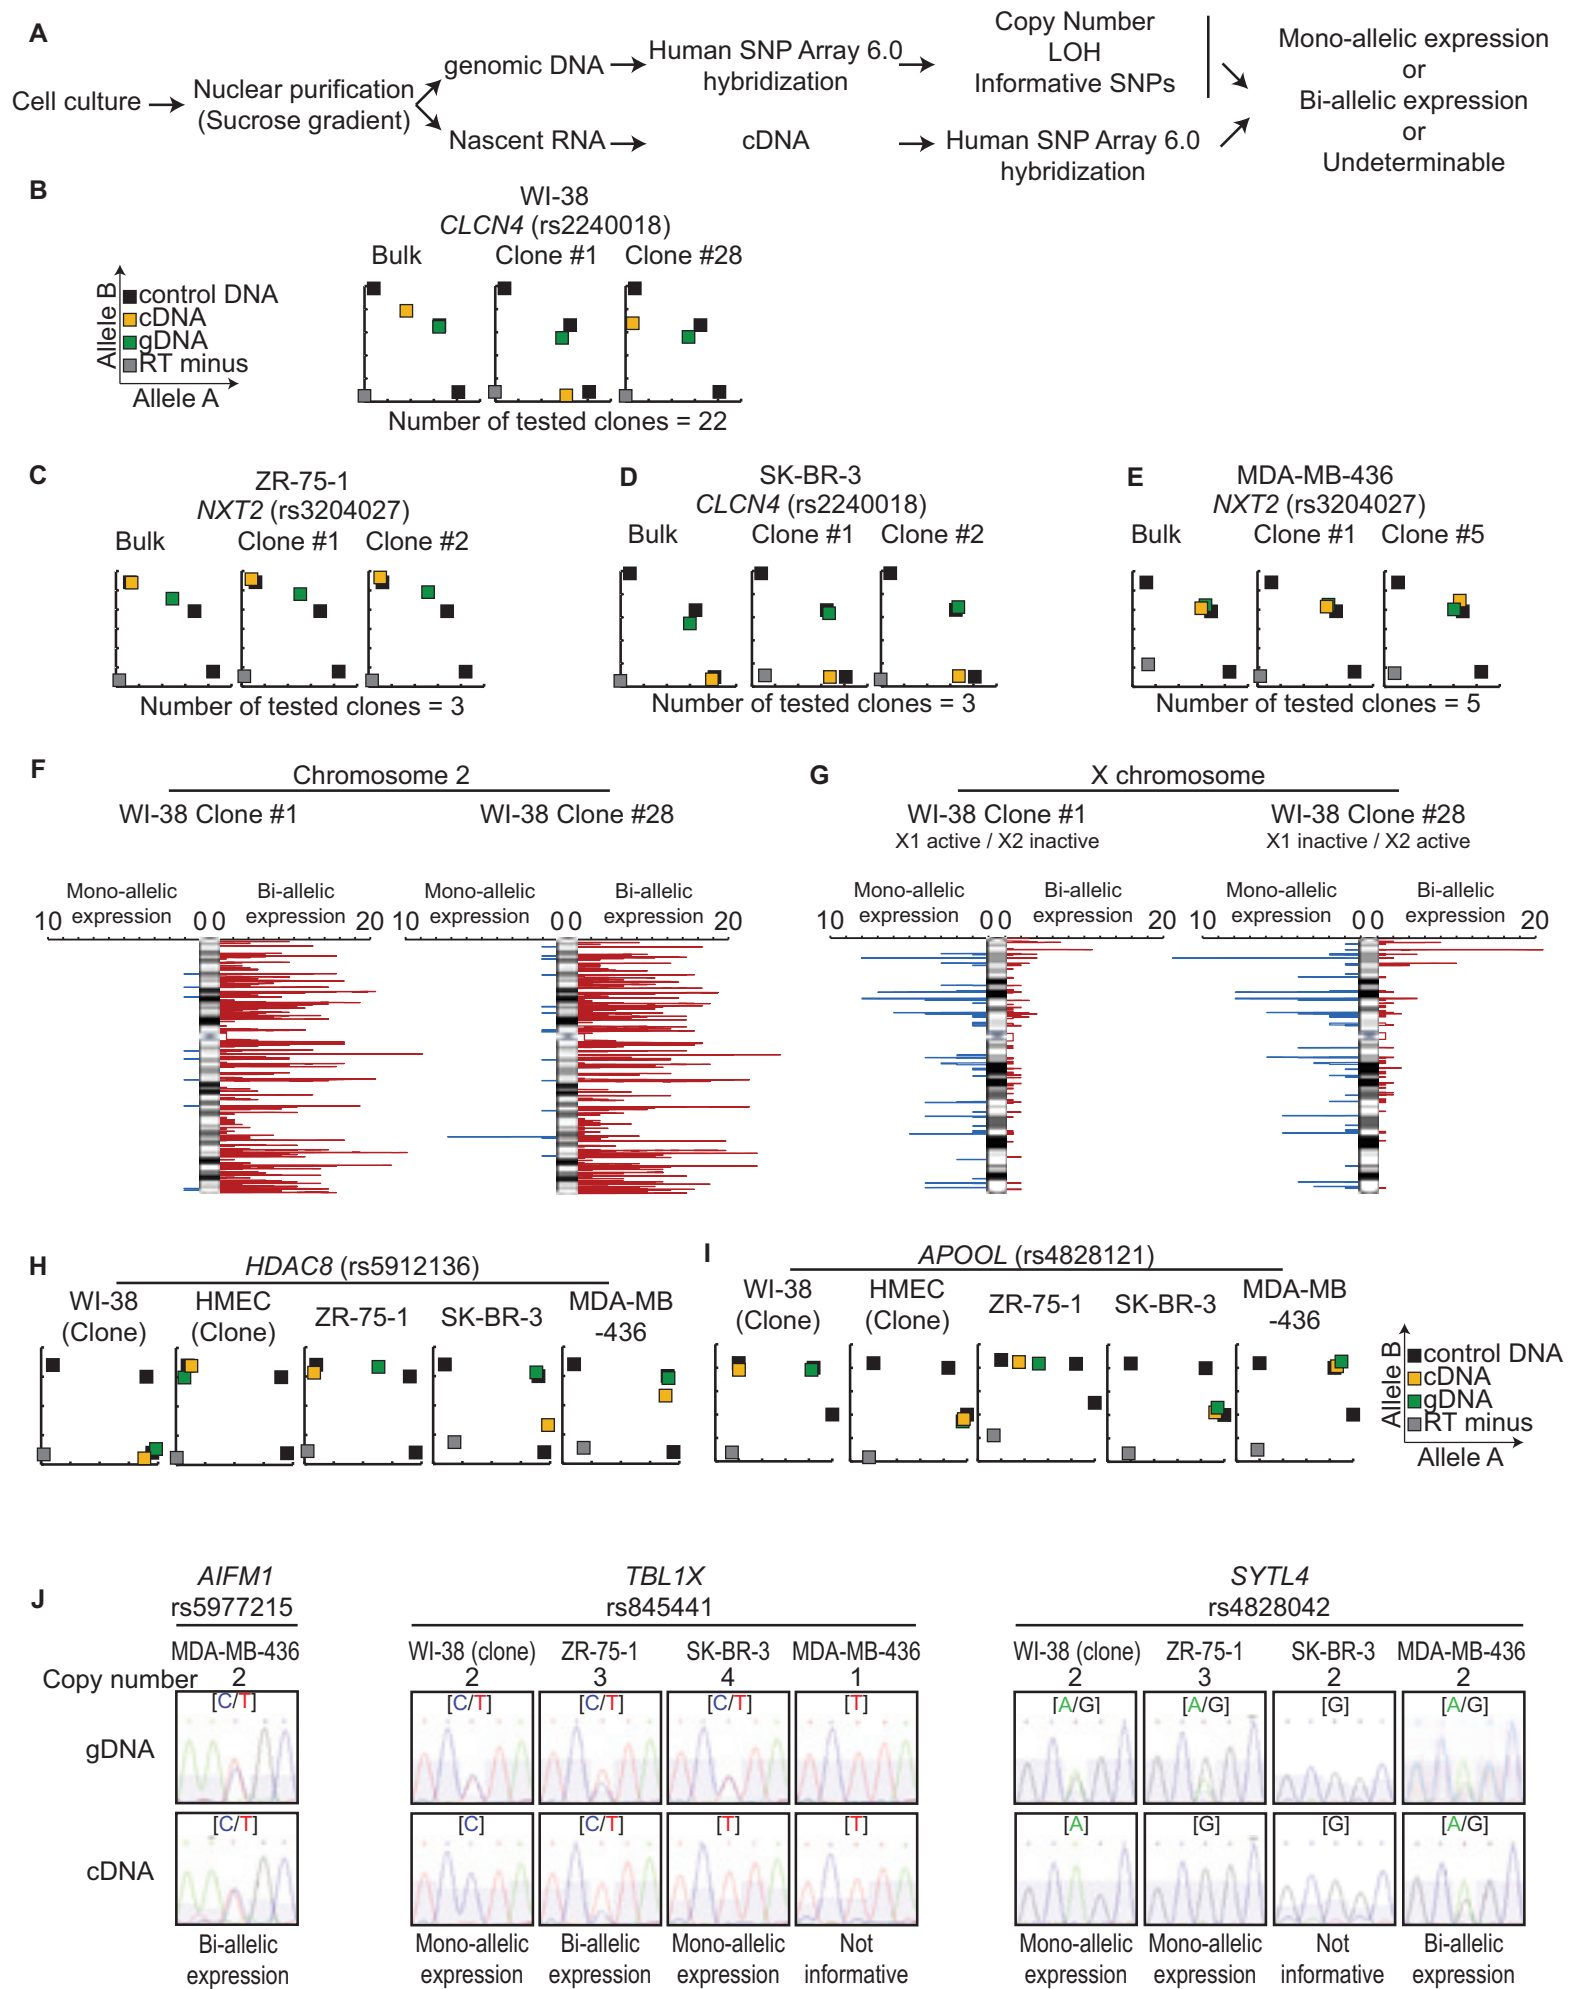 A
Cell culture
Nuclear purification
(Sucrose gradient)
genomic DNA
Human SNP Array 6.0
hybridization
Copy Number
LOH
Informative SNPs
Nascent RNA
cDNA
Human SNP Array 6.0
hybridization
Mono-allelic expression
or
Bi-allelic expression
or
Undeterminable
B
WI-38
CLCN4 (rs2240018)
Bulk Clone #1 Clone #28
Allele B
control DNA
cDNA
gDNA
RT minus
Allele A
Number of tested clones = 22
C
ZR-75-1
NXT2 (rs3204027)
Bulk Clone #1 Clone #2
Number of tested clones = 3
D
SK-BR-3
CLCN4 (rs2240018)
Bulk Clone #1 Clone #2
Number of tested clones = 3
E
MDA-MB-436
NXT2 (rs3204027)
Bulk Clone #1 Clone #5
Number of tested clones = 5
F
Chromosome 2
WI-38 Clone #1 WI-38 Clone #28
Mono-allelic Bi-allelic Mono-allelic Bi-allelic
10 expression 0 0 expression 20 10 expression 0 0 expression 20
G
X chromosome
WI-38 Clone #1 WI-38 Clone #28
X1 active / X2 inactive X1 inactive / X2 active
Mono-allelic Bi-allelic Mono-allelic Bi-allelic
10 expression 0 0 expression 20 10 expression 0 0 expression 20
H
HDAC8 (rs5912136)
WI-38
(Clone)
HMEC
(Clone)
ZR-75-1
SK-BR-3
MDA-MB
-436
I
APOOL (rs4828121)
WI-38
(Clone)
HMEC
(Clone)
ZR-75-1
SK-BR-3
MDA-MB
-436
Allele B
control DNA
cDNA
gDNA
RT minus
Allele A
J
AIFM1 TBL1X SYTL4
rs5977215 rs845441 rs4828042
MDA-MB-436 WI-38 (clone) ZR-75-1 SK-BR-3 MDA-MB-436 WI-38 (clone) ZR-75-1 SK-BR-3 MDA-MB-436
Copy number 2 2 3 4 1 2 3 2 2
[C/T] [C/T] [C/T] [C/T] [T] [A/G] [A/G] [G] [A/G]
gDNA
[C/T] [C] [C/T] [T] [T] [A] [G] [G] [A/G]
cDNA
Bi-allelic Mono-allelic Bi-allelic Mono-allelic Not Mono-allelic Mono-allelic Not Bi-allelic
expression expression expression expression informative expression expression informative expression